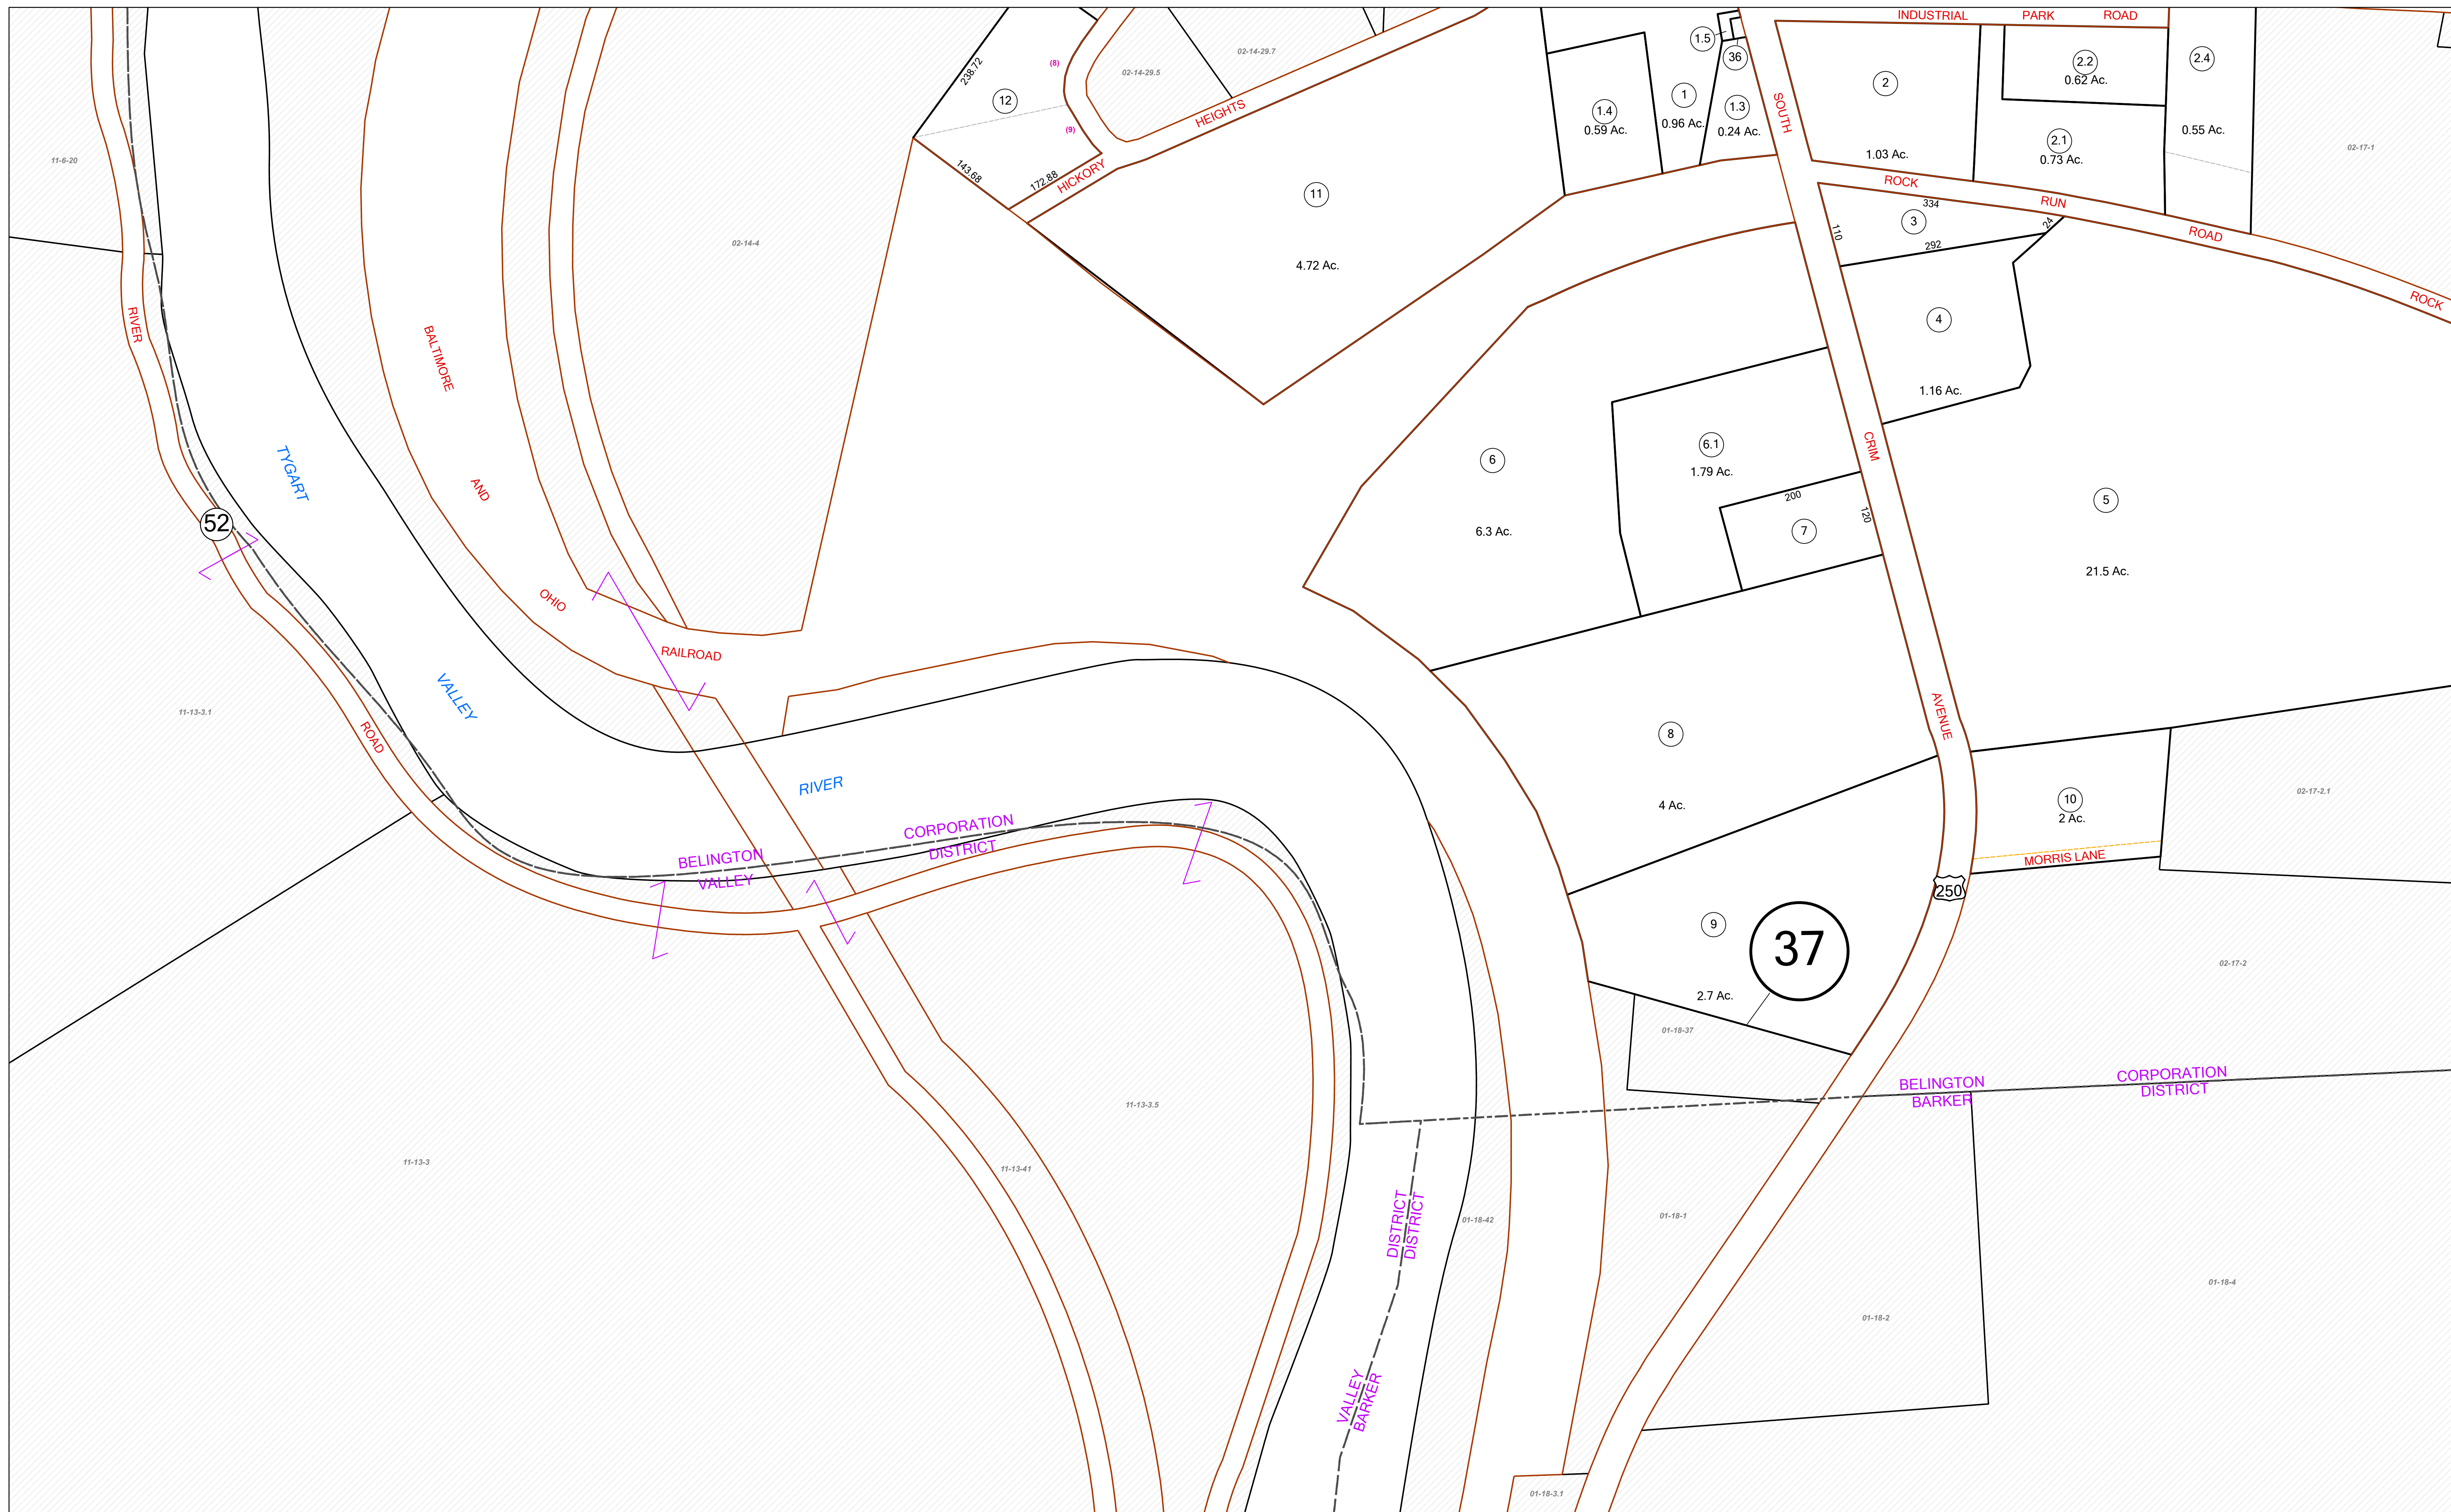 INDUSTRIAL PARK ROAD
1.5
36
02-14-29.7
02-14-29.5
(8)
238.72
12
(9)
HEIGHTS
HICKORY
172.88
143.68
11
4.72 Ac.
1.4
0.59 Ac.
1
0.96 Ac.
1.3
0.24 Ac.
SOUTH
2
1.03 Ac.
2.2
0.62 Ac.
2.1
0.73 Ac.
2.4
0.55 Ac.
02-17-1
ROCK
RUN
ROAD
ROCK
334
3
110
292
24
4
1.16 Ac.
11-6-20
02-14-4
RIVER
BALTIMORE
AND
OHIO
RAILROAD
TYGART
VALLEY
RIVER
52
ROAD
11-13-3.1
6
6.3 Ac.
6.1
1.79 Ac.
200
120
7
CRIM
5
21.5 Ac.
8
4 Ac.
AVENUE
10
2 Ac.
MORRIS LANE
02-17-2.1
250
9
37
2.7 Ac.
02-17-2
01-18-37
BELINGTON CORPORATION
VALLEY DISTRICT
BELINGTON CORPORATION
BARKER DISTRICT
11-13-3
11-13-41
11-13-3.5
DISTRICT
DISTRICT
VALLEY
BARKER
01-18-42
01-18-1
01-18-2
01-18-4
01-18-3.1